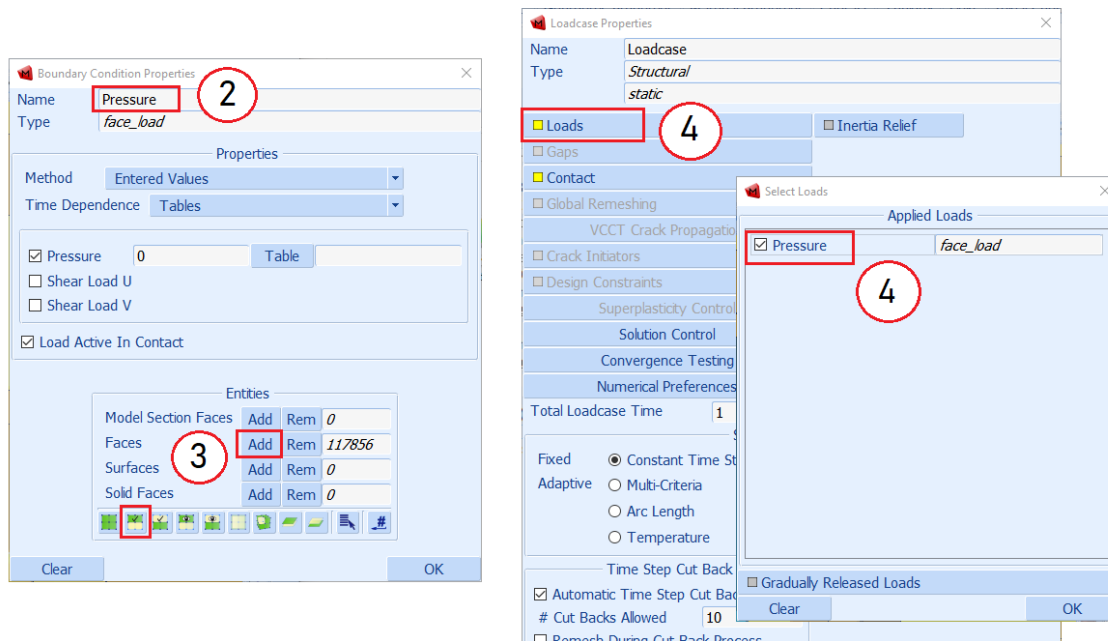 Boundary Condition Properties
2
Name Pressure
Type face_load
Properties
Method Entered Values
Time Dependence Tables
Pressure 0 Table
Shear Load U
Shear Load V
Load Active In Contact
Entities
Model Section Faces Add Rem 0
Faces Add Rem 117856
3
Surfaces Add Rem 0
Solid Faces Add Rem 0
Clear OK
Loadcase Properties
Name Loadcase
Type Structural
static
Loads 4 Inertia Relief
Gaps
Contact
Global Remeshing
VCCT Crack Propagatio
Crack Initiators
Design Constraints
Superplasticity Control
Solution Control
Convergence Testing
Numerical Preferences
Total Loadcase Time 1
S
Fixed Constant Time St
Adaptive Multi-Criteria
Arc Length
Temperature
Time Step Cut Back
Automatic Time Step Cut Bac
# Cut Backs Allowed 10
Remesh During Cut Back Process
Select Loads
Applied Loads
Pressure face_load
4
Gradually Released Loads
Clear OK